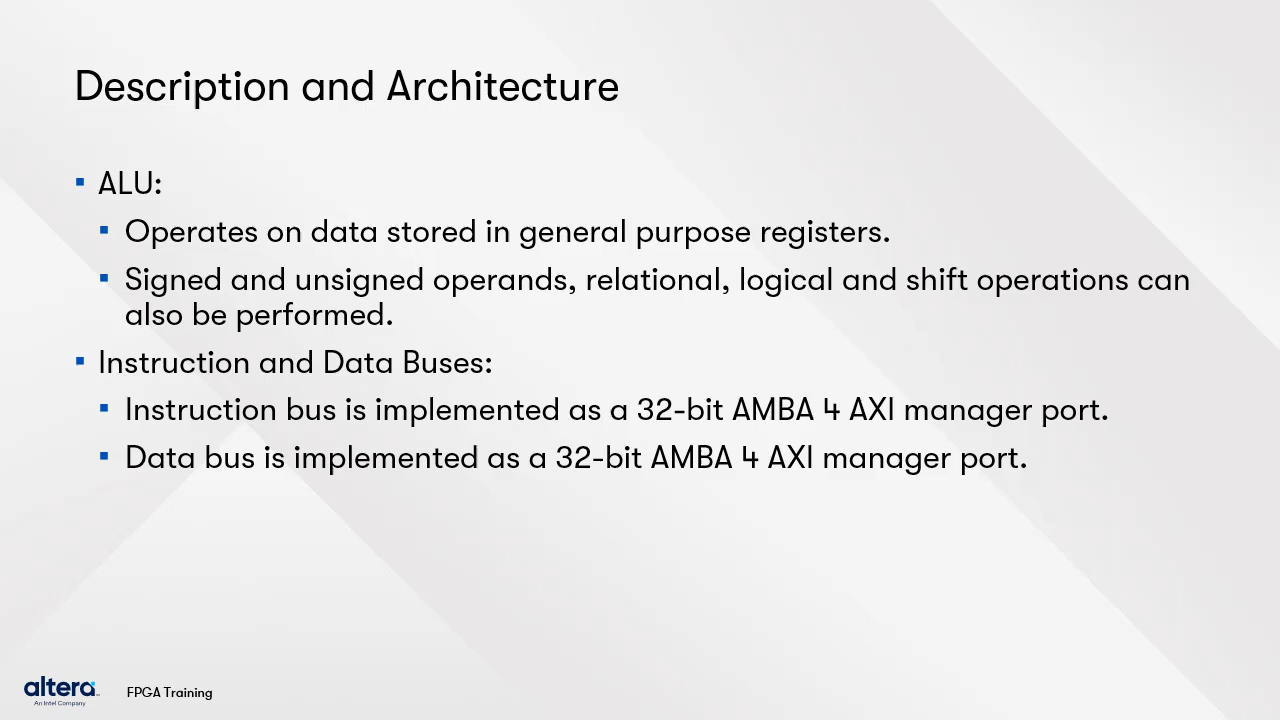 Description and Architecture
▪ ALU:
▪ Operates on data stored in general purpose registers.
▪ Signed and unsigned operands, relational, logical and shift operations can
also be performed.
▪ Instruction and Data Buses:
▪ Instruction bus is implemented as a 32-bit AMBA 4 AXI manager port.
▪ Data bus is implemented as a 32-bit AMBA 4 AXI manager port.
altera
An Intel Company
FPGA Training